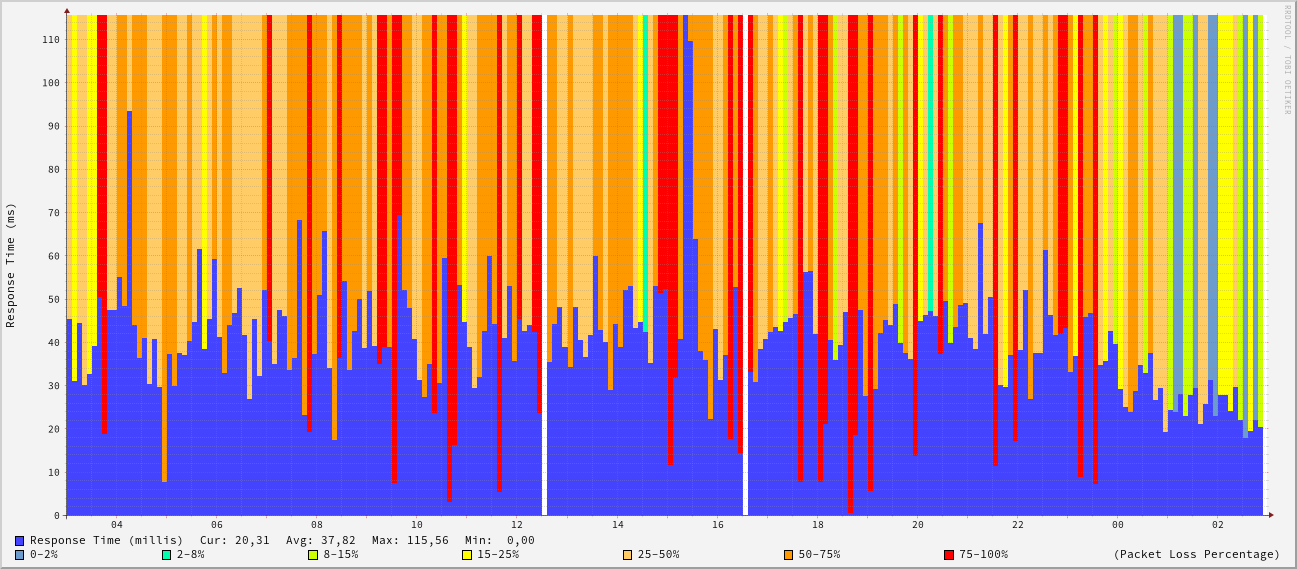 RRDTOOL / TOBI OETIKER
Response Time (ms)
110
100
90
80
70
60
50
40
30
20
10
0
04 06 08 10 12 14 16 18 20 22 00 02
Response Time (millis) Cur: 20,31 Avg: 37,82 Max: 115,56 Min: 0,00
0-2% 2-8% 8-15% 15-25% 25-50% 50-75% 75-100% (Packet Loss Percentage)